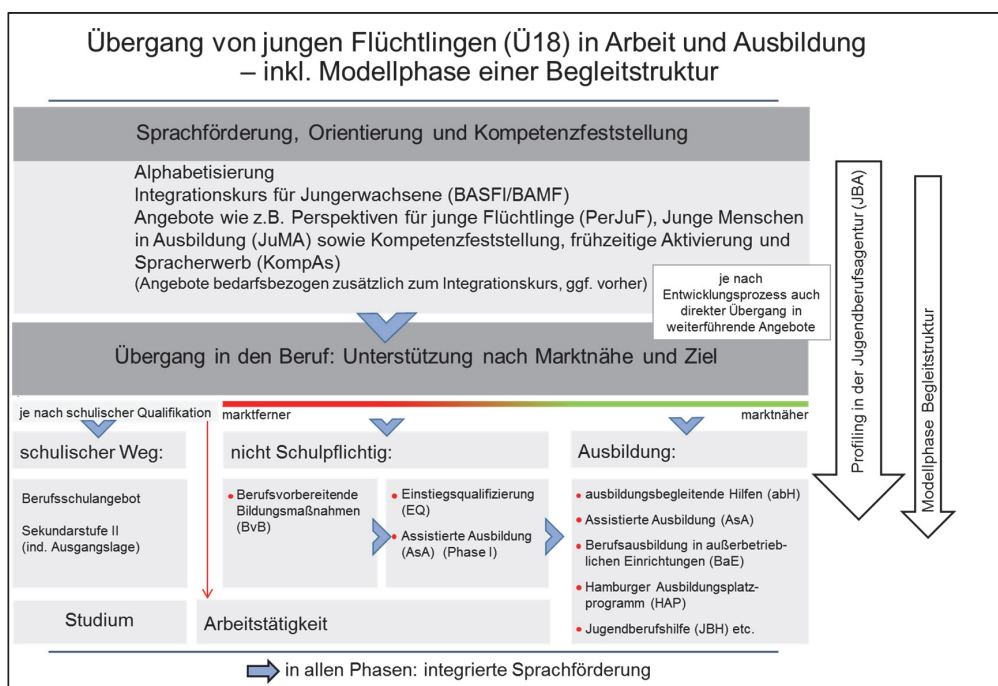 Übergang von jungen Flüchtlingen (Ü18) in Arbeit und Ausbildung
– inkl. Modellphase einer Begleitstruktur
Sprachförderung, Orientierung und Kompetenzfeststellung
Alphabetisierung
Integrationskurs für Jungerwachsene (BASFI/BAMF)
Angebote wie z.B. Perspektiven für junge Flüchtlinge (PerJuF), Junge Menschen
in Ausbildung (JuMA) sowie Kompetenzfeststellung, frühzeitige Aktivierung und
Spracherwerb (KompAs)
(Angebote bedarfsbezogen zusätzlich zum Integrationskurs, ggf. vorher)
je nach
Entwicklungsprozess auch
direkter Übergang in
weiterführende Angebote
Übergang in den Beruf: Unterstützung nach Marktnähe und Ziel
je nach schulischer Qualifikation
marktferner
marktnäher
schulischer Weg:
Berufsschulangebot
Sekundarstufe II
(ind. Ausgangslage)
Studium
nicht Schulpflichtig:
• Berufsvorbereitende
Bildungsmaßnahmen
(BvB)
• Einstiegsqualifizierung
(EQ)
• Assistierte Ausbildung
(AsA) (Phase I)
Arbeitstätigkeit
Ausbildung:
• ausbildungsbegleitende Hilfen (abH)
• Assistierte Ausbildung (AsA)
• Berufsausbildung in außerbetrieb-
lichen Einrichtungen (BaE)
• Hamburger Ausbildungsplatz-
programm (HAP)
• Jugendberufshilfe (JBH) etc.
Profiling in der Jugendberufsagentur (JBA)
Modellphase Begleitstruktur
in allen Phasen: integrierte Sprachförderung